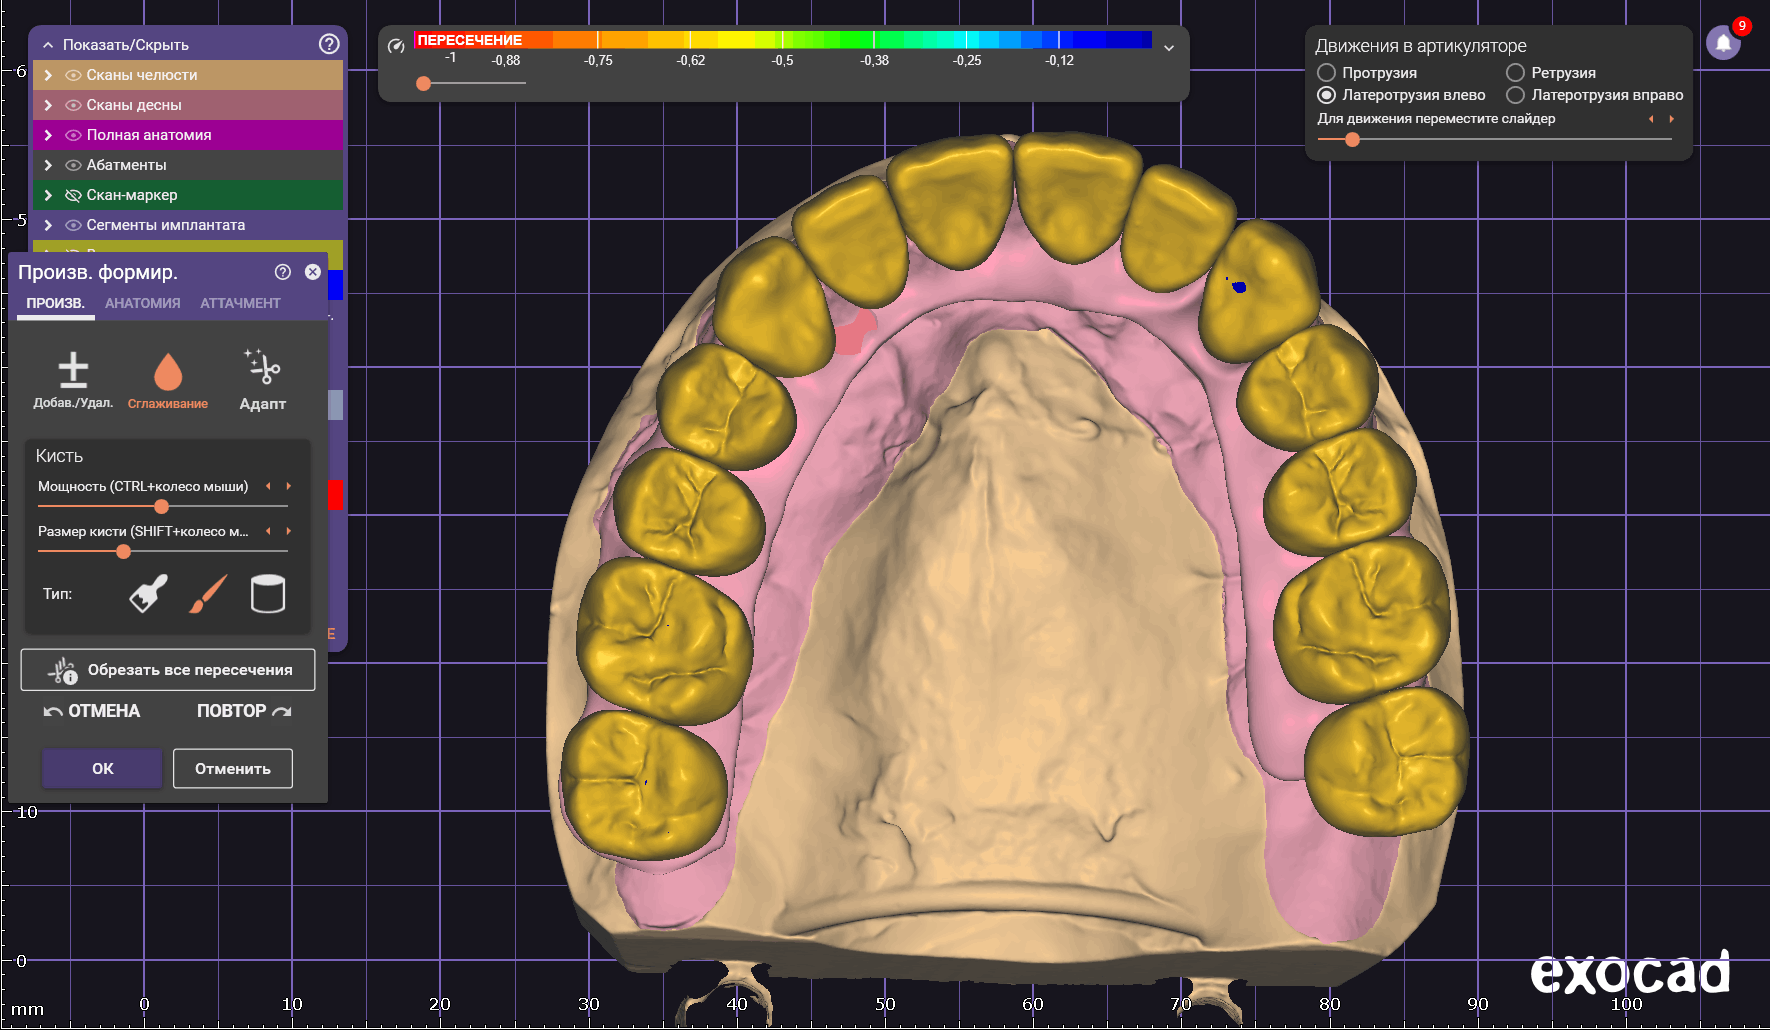 Показать/Скрыть
Сканы челюсти
Сканы десны
Полная анатомия
Абатменты
Скан-маркер
Сегменты имплантата
Произв. формир.
ПРОИЗВ. АНАТОМИЯ АТТАЧМЕНТ
Добав./Удал. Сглаживание Адапт
Кисть
Мощность (CTRL+колесо мыши)
Размер кисти (SHIFT+колесо м...
Тип:
Обрезать все пересечения
ОТМЕНА ПОВТОР
ОК Отменить
ПЕРЕСЕЧЕНИЕ
-1 -0,88 -0,75 -0,62 -0,5 -0,38 -0,25 -0,12
Движения в артикуляторе
Протрузия Ретрузия
Латеротрузия влево Латеротрузия вправо
Для движения переместите слайдер
9
6
5
10
0
mm 0 10 20 30 40 50 60 70 80 90 100
exocad